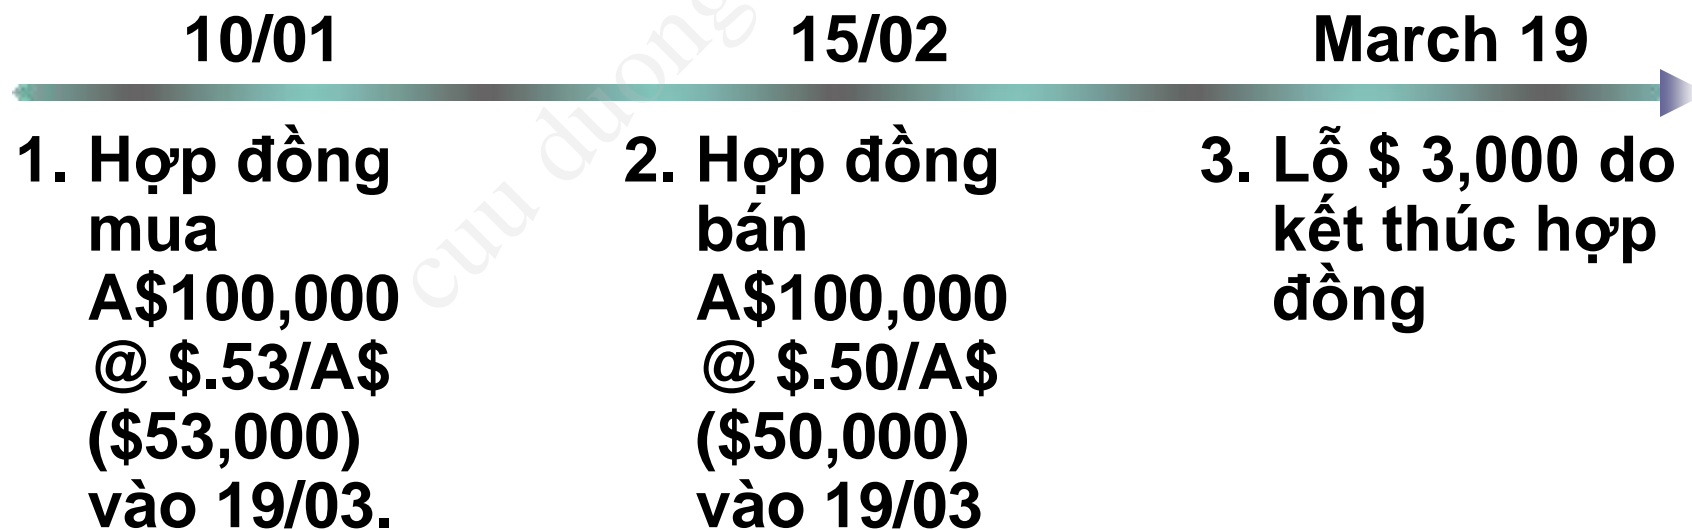 10/01
15/02
March 19
1. Hợp đồng
mua
A$100,000
@ $.53/A$
($53,000)
vào 19/03.
2. Hợp đồng
bán
A$100,000
@ $.50/A$
($50,000)
vào 19/03
3. Lỗ $ 3,000 do
kết thúc hợp
đồng
cuu duong